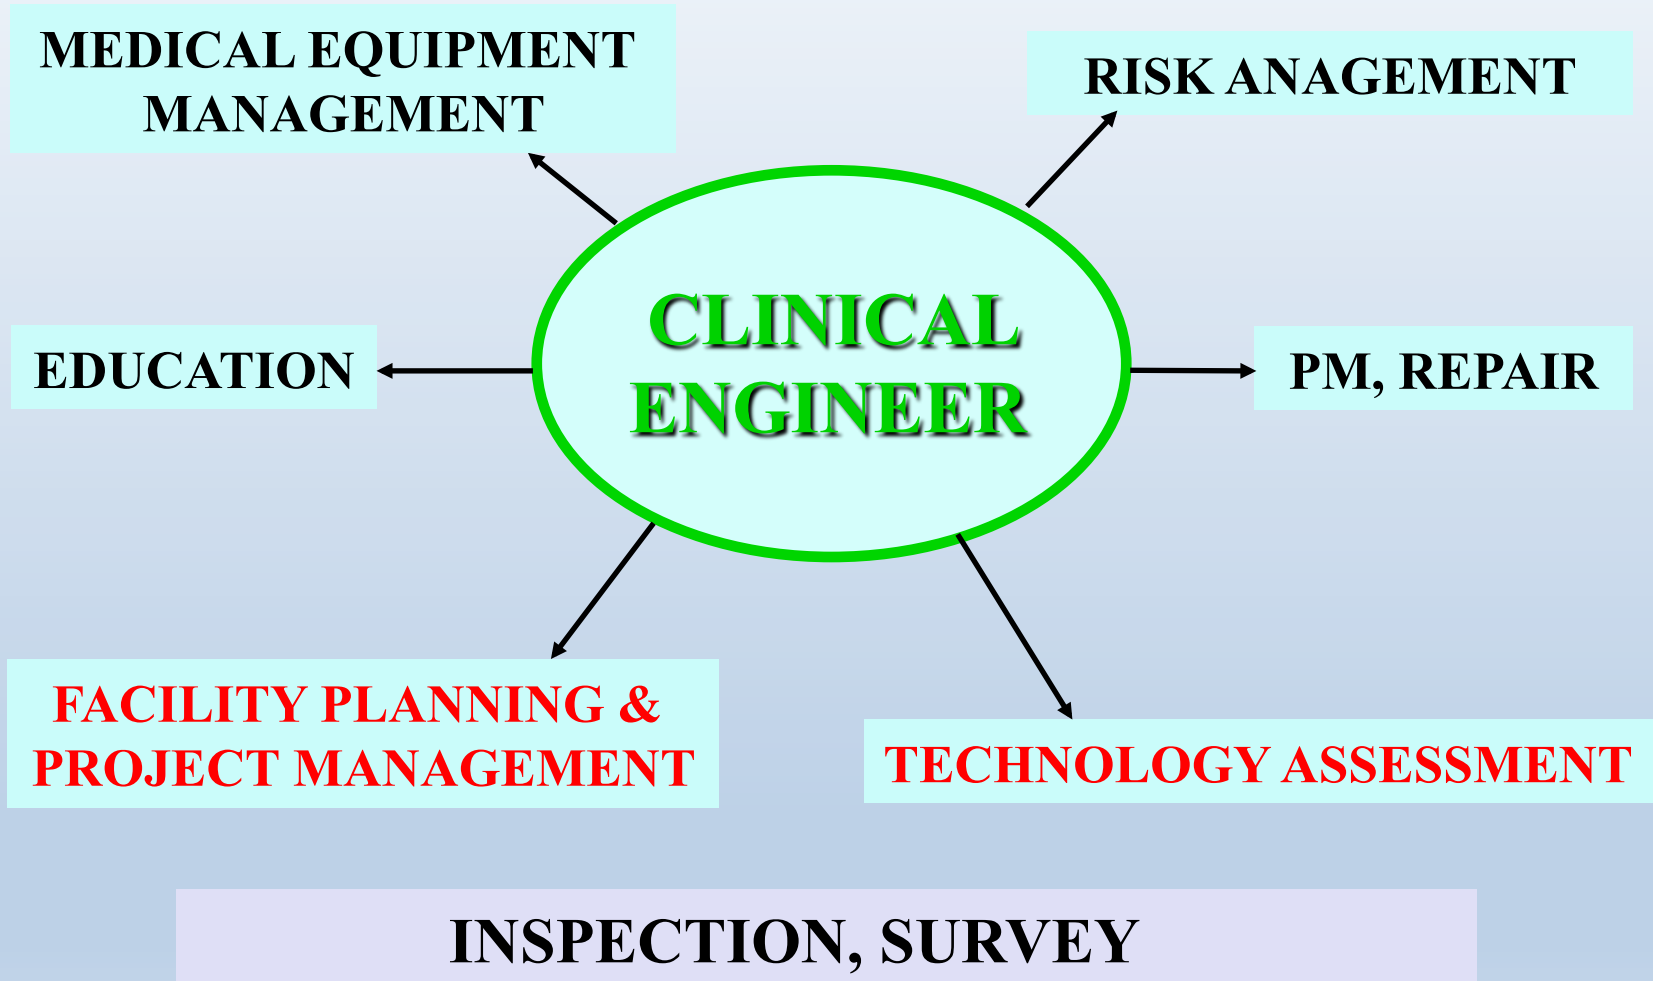 MEDICAL EQUIPMENT
MANAGEMENT
RISK ANAGEMENT
CLINICAL
ENGINEER
EDUCATION
PM, REPAIR
FACILITY PLANNING &
PROJECT MANAGEMENT
TECHNOLOGY ASSESSMENT
INSPECTION, SURVEY